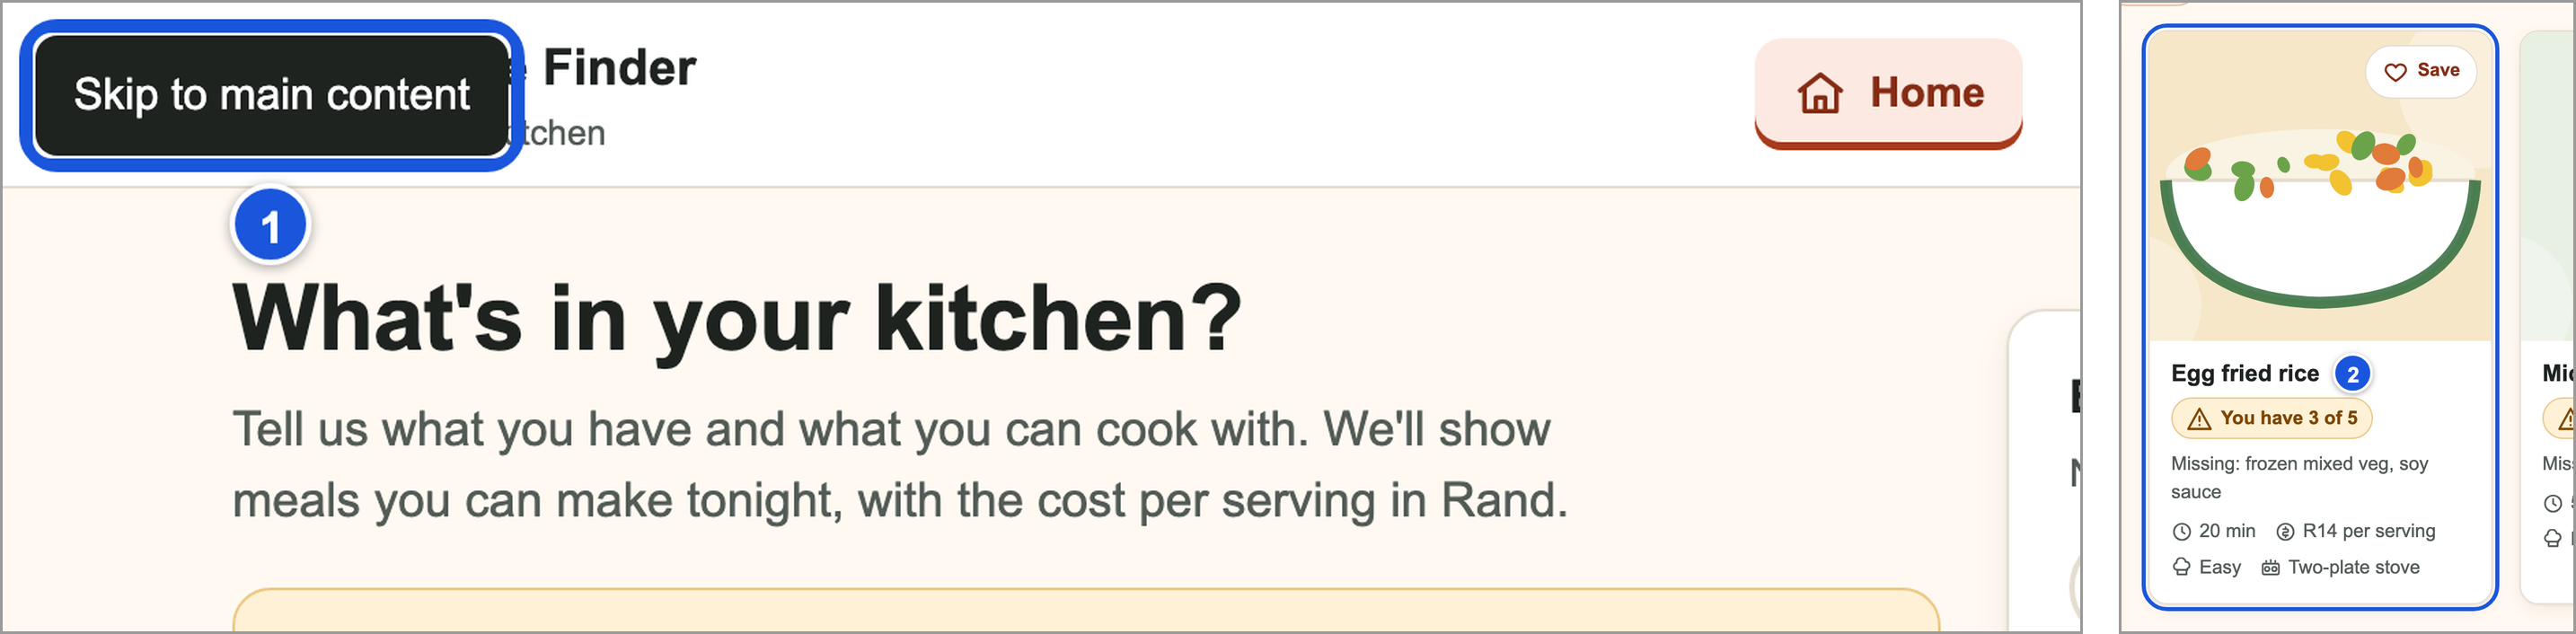 Skip to main content
Finder
tchen
Home
1
What's in your kitchen?
Tell us what you have and what you can cook with. We'll show
meals you can make tonight, with the cost per serving in Rand.
Save
Egg fried rice 2
You have 3 of 5
Missing: frozen mixed veg, soy
sauce
20 min R14 per serving
Easy Two-plate stove